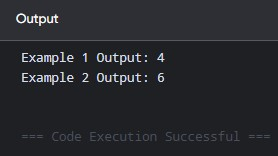 Output
Example 1 Output: 4
Example 2 Output: 6
=== Code Execution Successful ===